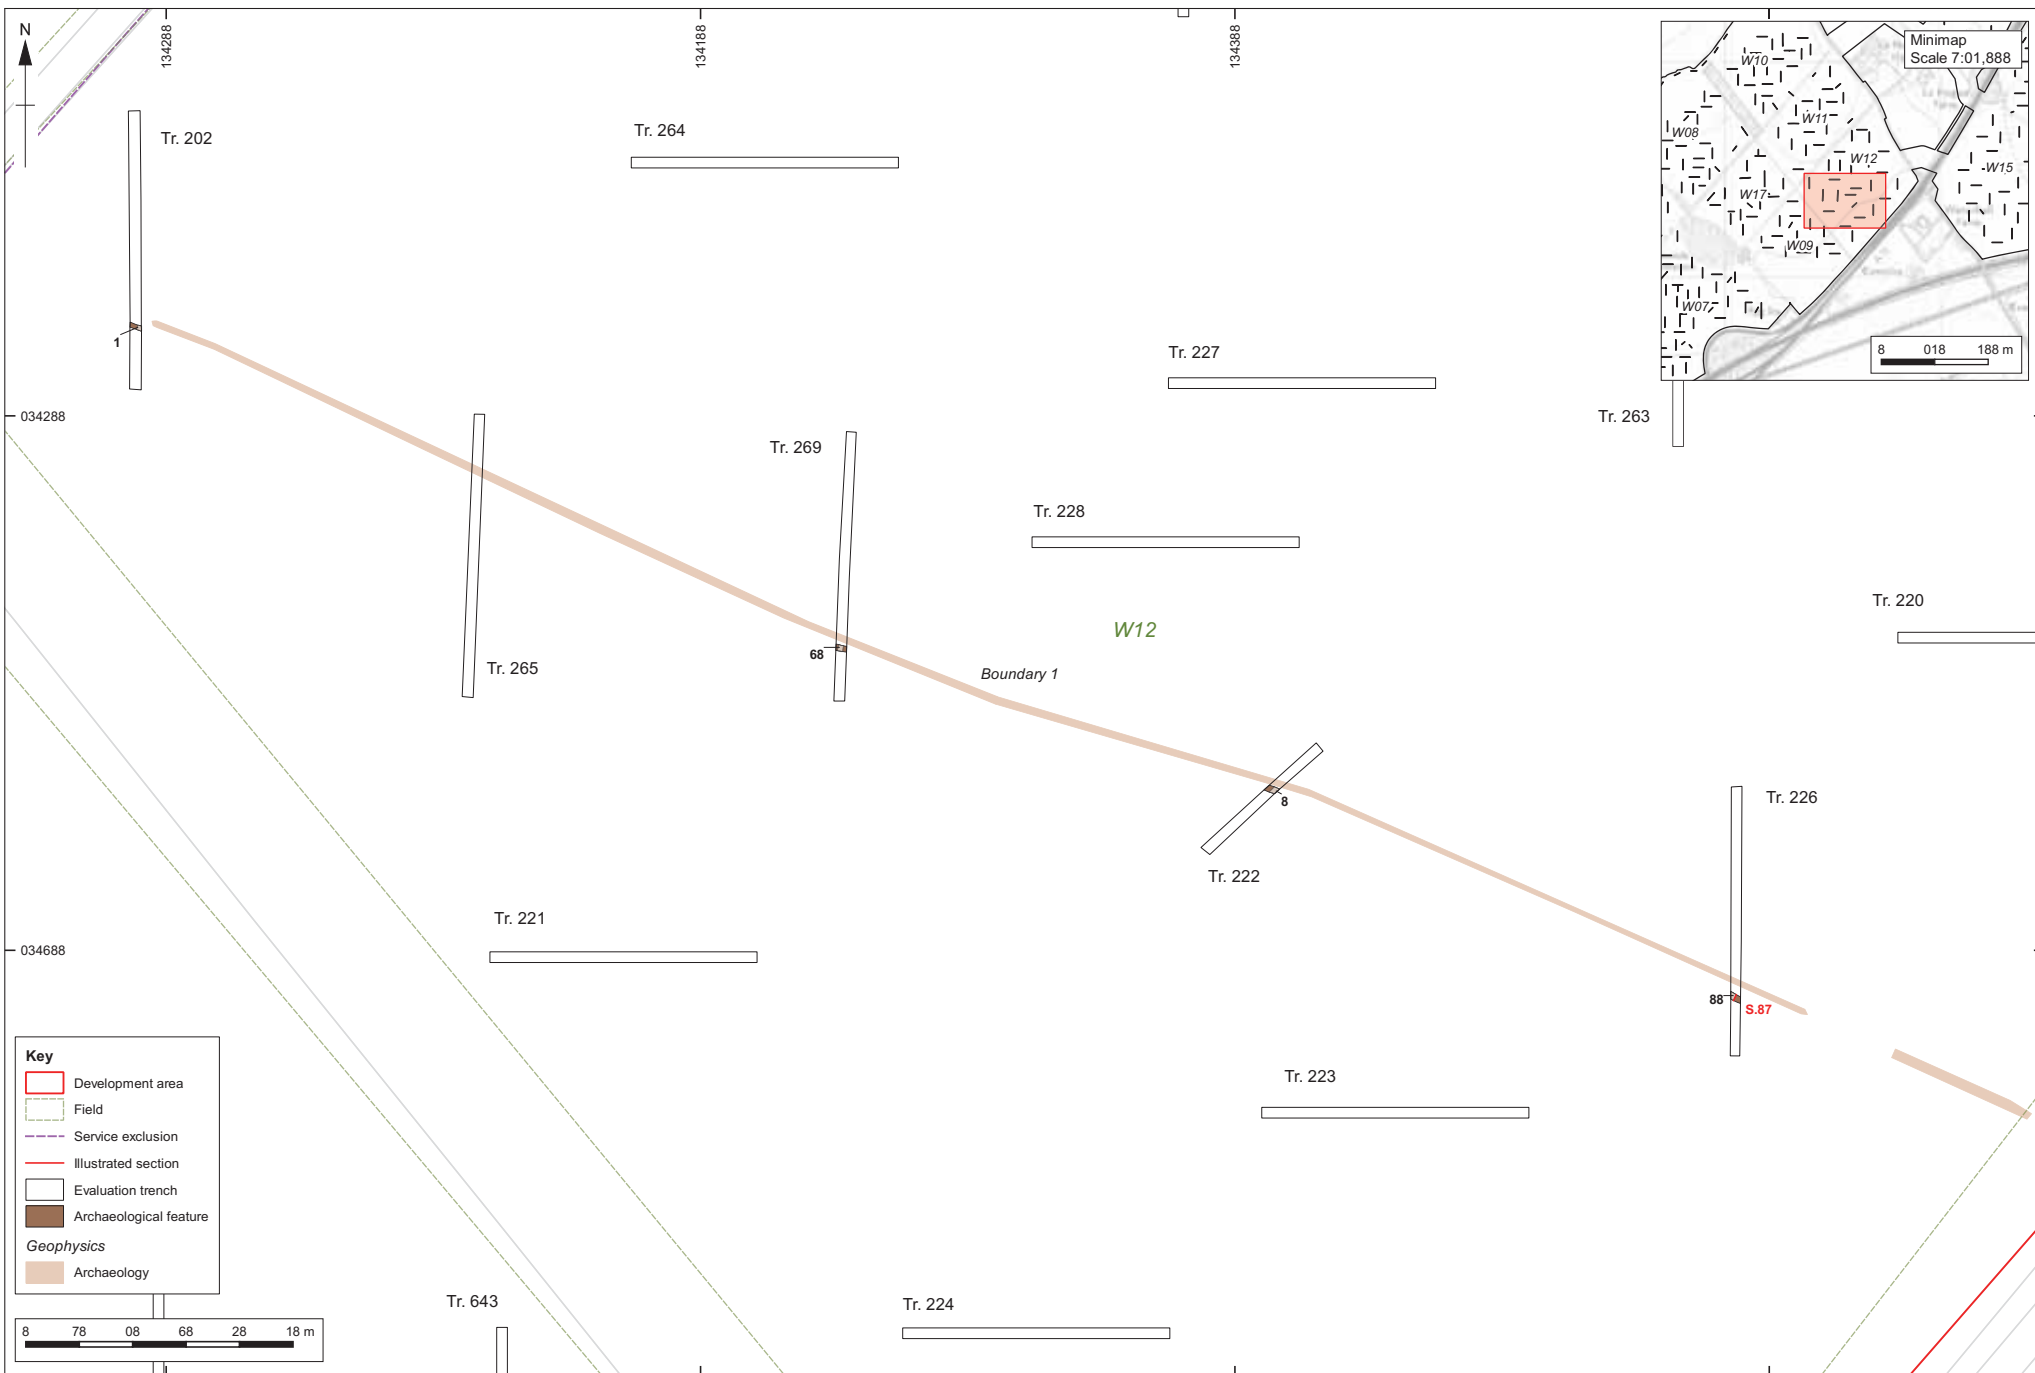 N
134288
134188
134388
Minimap
Scale 7:01,888
W10
W11
W08
W12
W15
W17
W09
W07
8 018 188 m
Tr. 202
Tr. 264
1
Tr. 227
034288
Tr. 263
Tr. 269
Tr. 228
Tr. 220
W12
68
Tr. 265
Boundary 1
8
Tr. 226
Tr. 222
Tr. 221
034688
88
S.87
Tr. 223
Key
Development area
Field
Service exclusion
Illustrated section
Evaluation trench
Archaeological feature
Geophysics
Archaeology
Tr. 643
Tr. 224
8 78 08 68 28 18 m